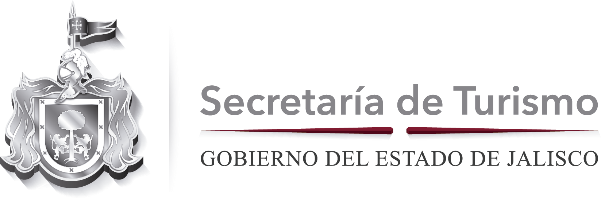 Secretaría de Turismo
GOBIERNO DEL ESTADO DE JALISCO